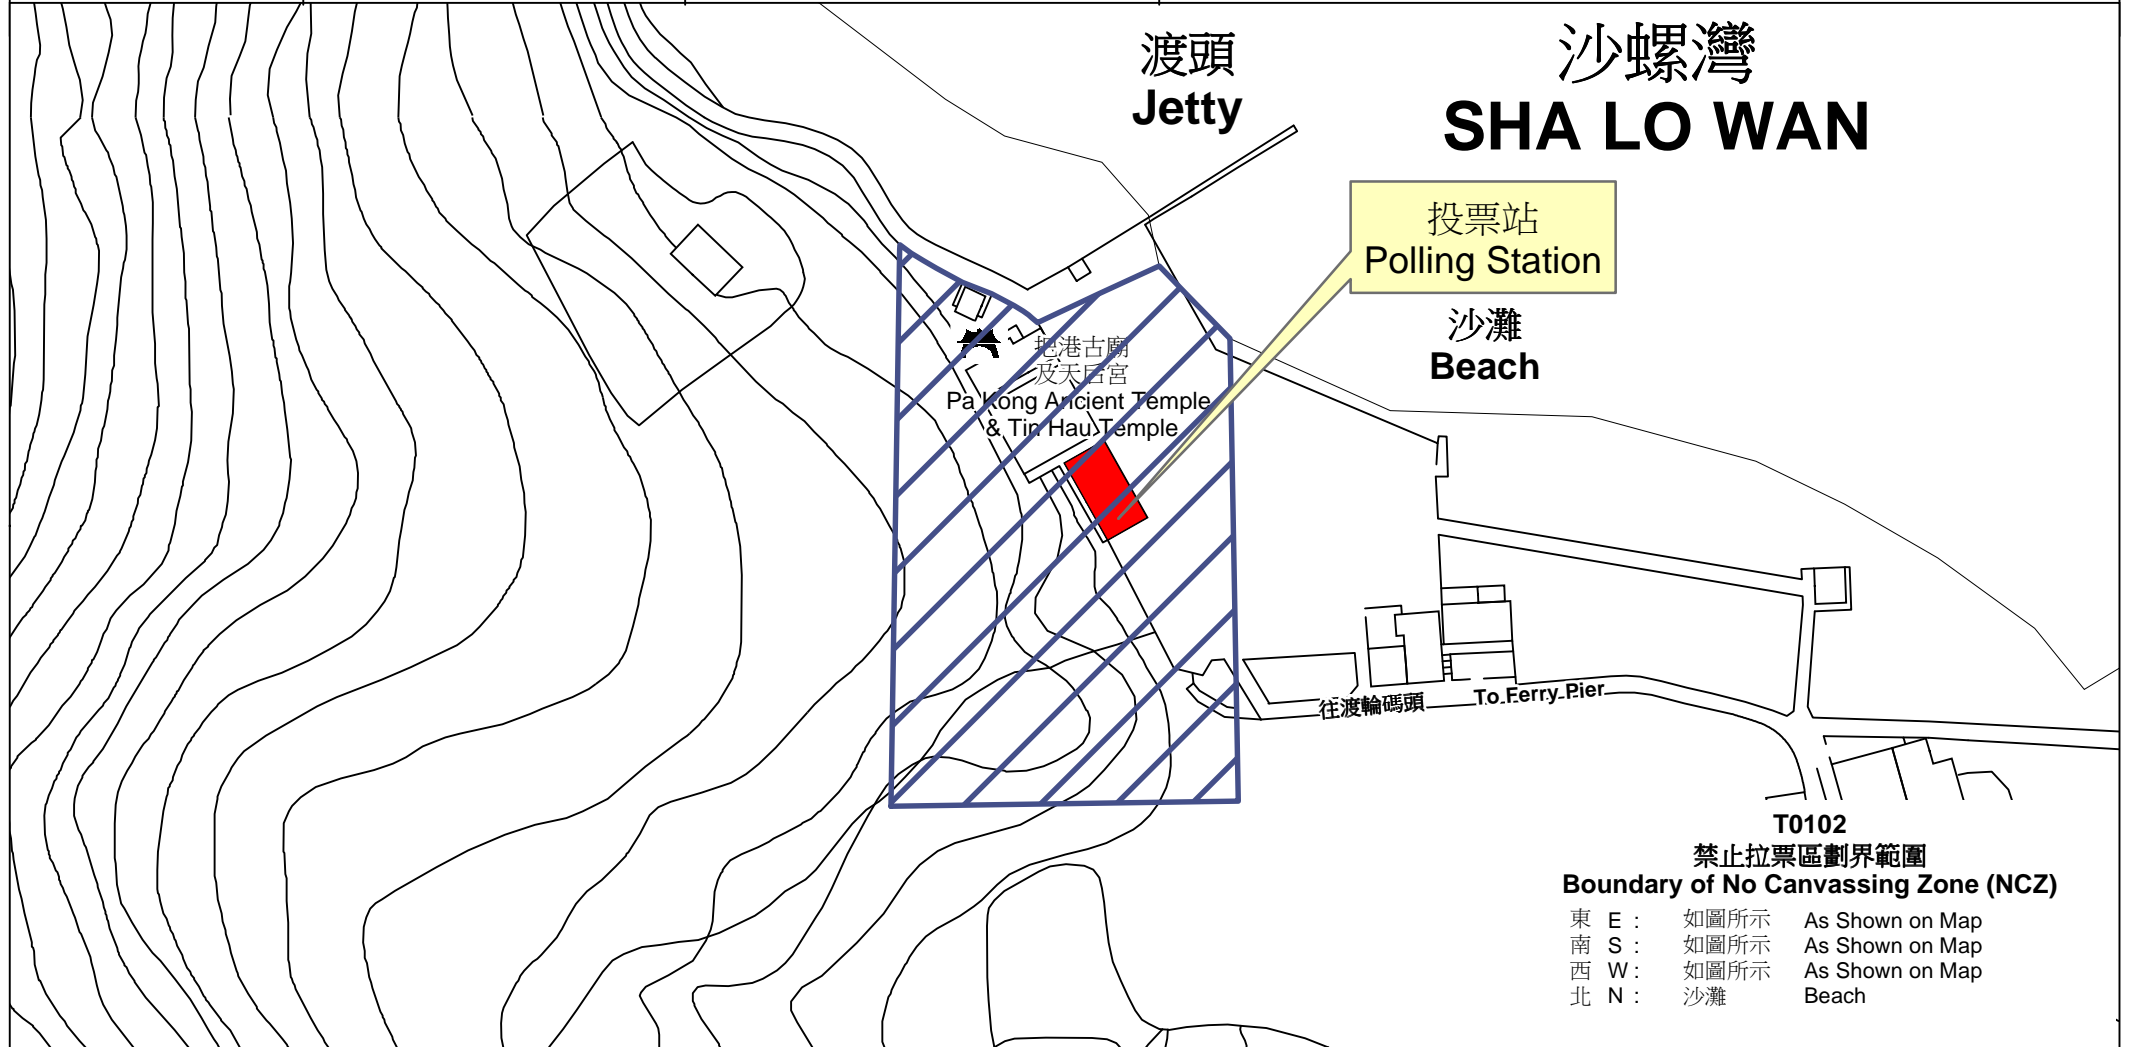 渡頭
Jetty
沙螺灣
SHA LO WAN
投票站
Polling Station
沙灘
Beach
把港古廟
及天后宮
Pa Kong Ancient Temple
& Tin Hau Temple
往渡輪碼頭 To Ferry Pier
T0102
禁止拉票區劃界範圍
Boundary of No Canvassing Zone (NCZ)
東 E : 如圖所示 As Shown on Map
南 S : 如圖所示 As Shown on Map
西 W : 如圖所示 As Shown on Map
北 N : 沙灘 Beach